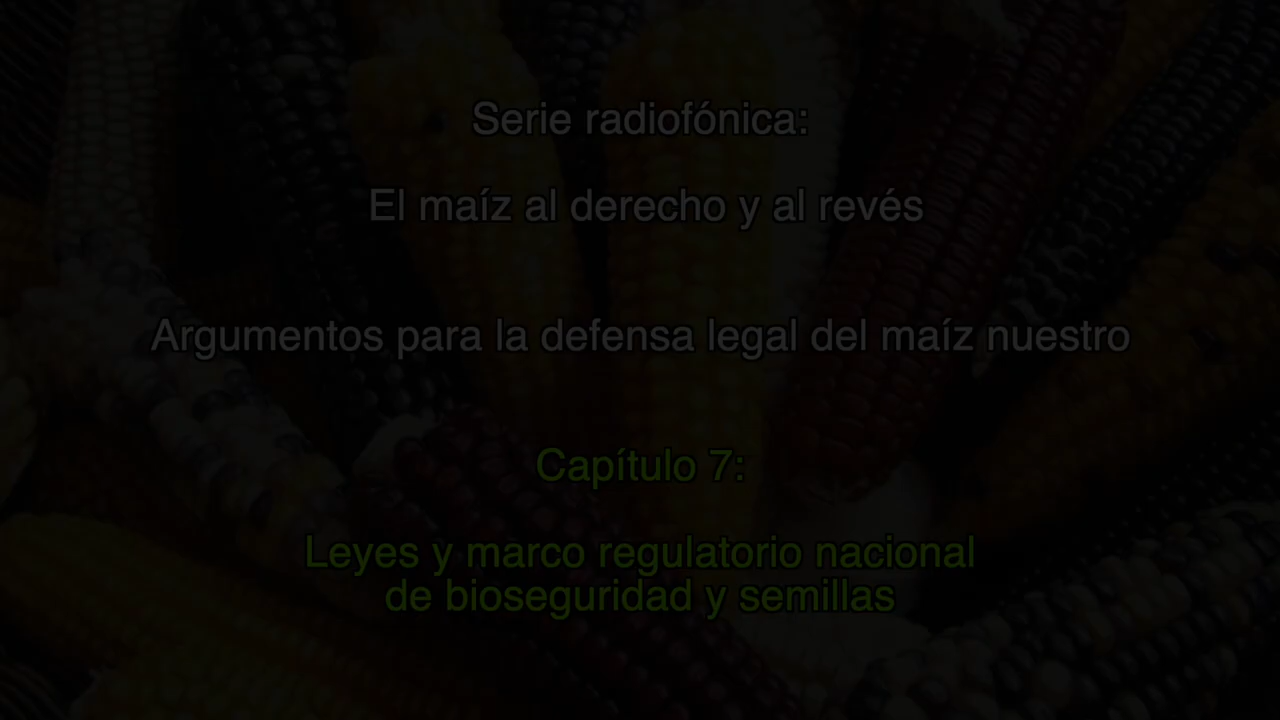 Serie radiofónica:
El maíz al derecho y al revés
Argumentos para la defensa legal del maíz nuestro
Capítulo 7:
Leyes y marco regulatorio nacional
de bioseguridad y semillas